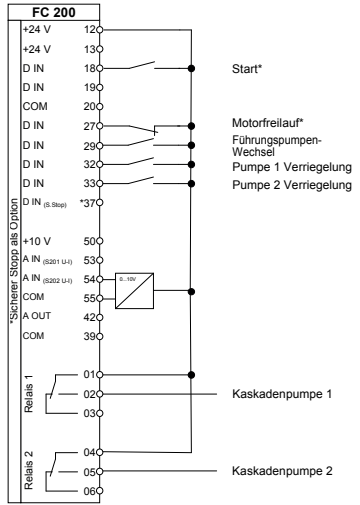 FC 200
+24 V 12
+24 V 13
D IN 18 Start*
D IN 19
COM 20
D IN 27 Motorfreilauf*
D IN 29 Führungspumpen-
Wechsel
D IN 32 Pumpe 1 Verriegelung
D IN 33 Pumpe 2 Verriegelung
D IN (S.Stop) *37
*Sicherer Stopp als Option
+10 V 50
A IN (S201 U-I) 53
A IN (S202 U-I) 54
0...10V
COM 55
A OUT 42
COM 39
Relais 1
01
02 Kaskadenpumpe 1
03
Relais 2
04
05 Kaskadenpumpe 2
06